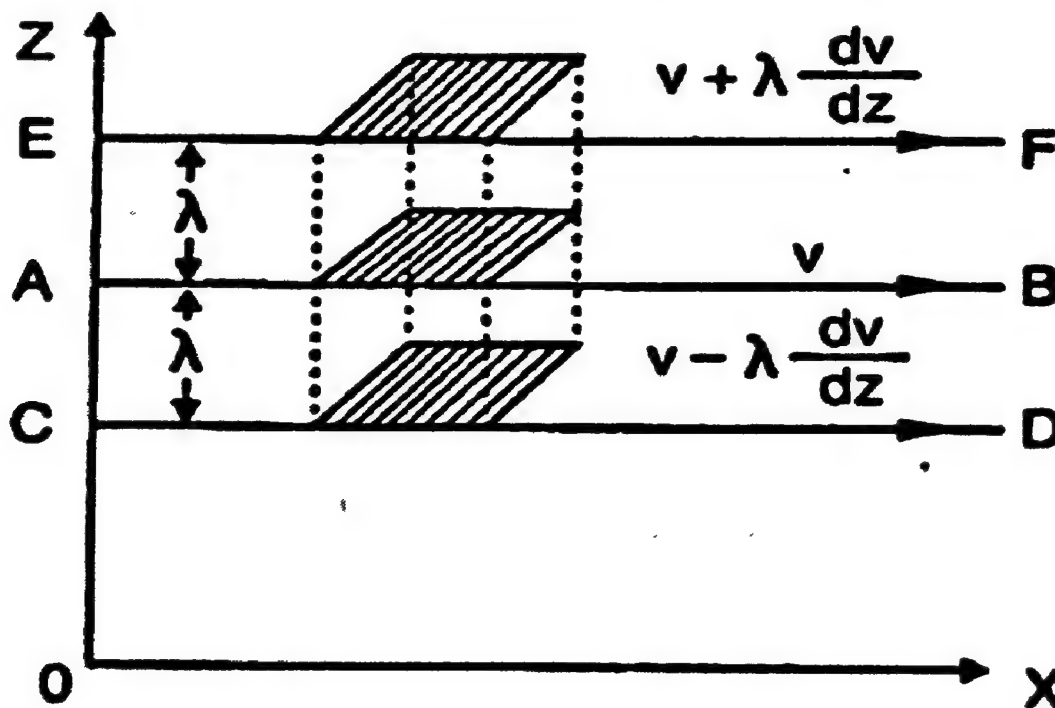 Z
v + λ dv/dz
E F
λ
v
A B
λ
v − λ dv/dz
C D
0 X